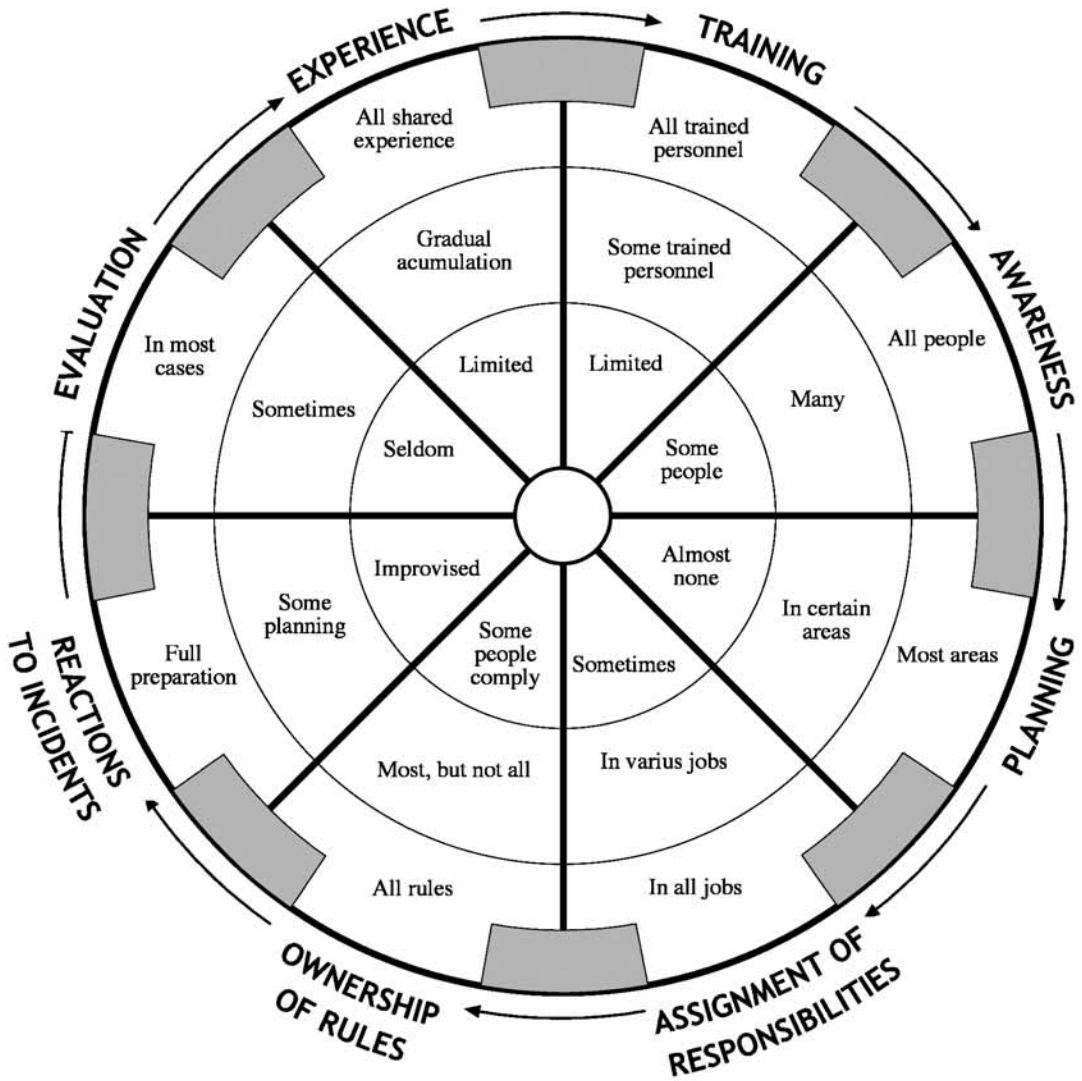 EXPERIENCE
TRAINING
AWARENESS
PLANNING
ASSIGNMENT OF
RESPONSIBILITIES
OWNERSHIP
OF RULES
REACTIONS
TO INCIDENTS
EVALUATION
All shared
experience
Gradual
acumulation
Limited
All trained
personnel
Some trained
personnel
Limited
All people
Many
Some
people
Most areas
In certain
areas
Almost
none
In all jobs
In varius jobs
Sometimes
All rules
Most, but not all
Some
people
comply
Full
preparation
Some
planning
Improvised
In most
cases
Sometimes
Seldom